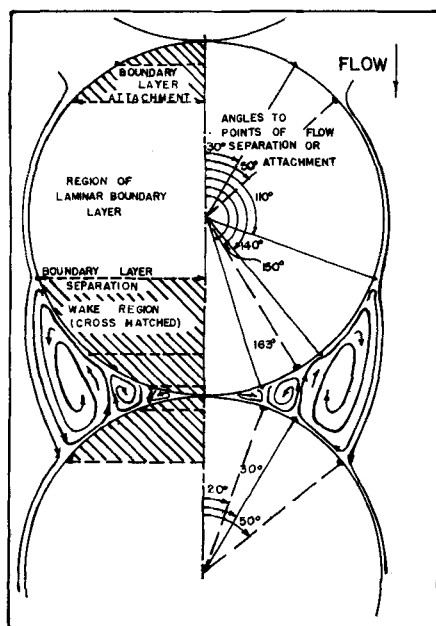 FLOW
BOUNDARY
LAYER
ATTACHMENT
ANGLES TO
POINTS OF FLOW
SEPARATION OR
ATTACHMENT
30°
50°
110°
140°
150°
REGION OF
LAMINAR BOUNDARY
LAYER
BOUNDARY LAYER
SEPARATION
WAKE REGION
(CROSS MATCHED)
163°
30°
20°
50°